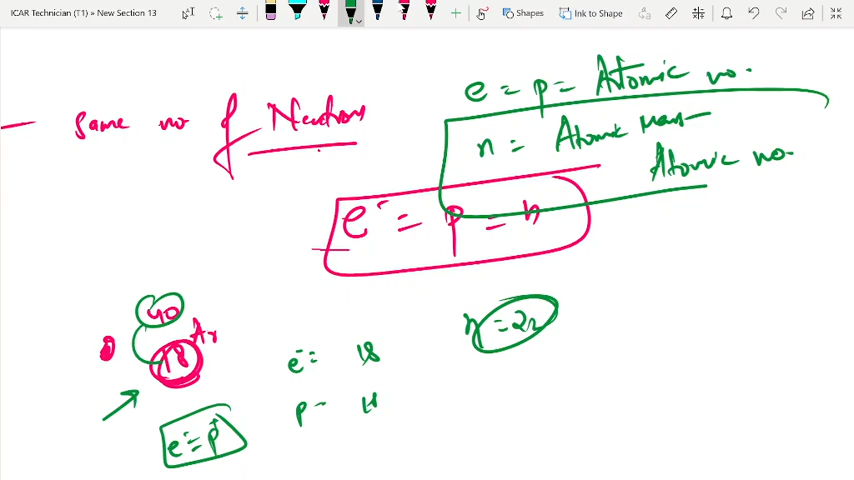 ICAR Technician (T1) » New Section 13
Shapes
Ink to Shape
e = p = Atomic no.
— same no of Neutrons
n = Atomic mass –
Atomic no.
e⁻ = p = n
40
18 Ar
n = 22
e⁻ = 18
p = 18
e⁻ = p⁺